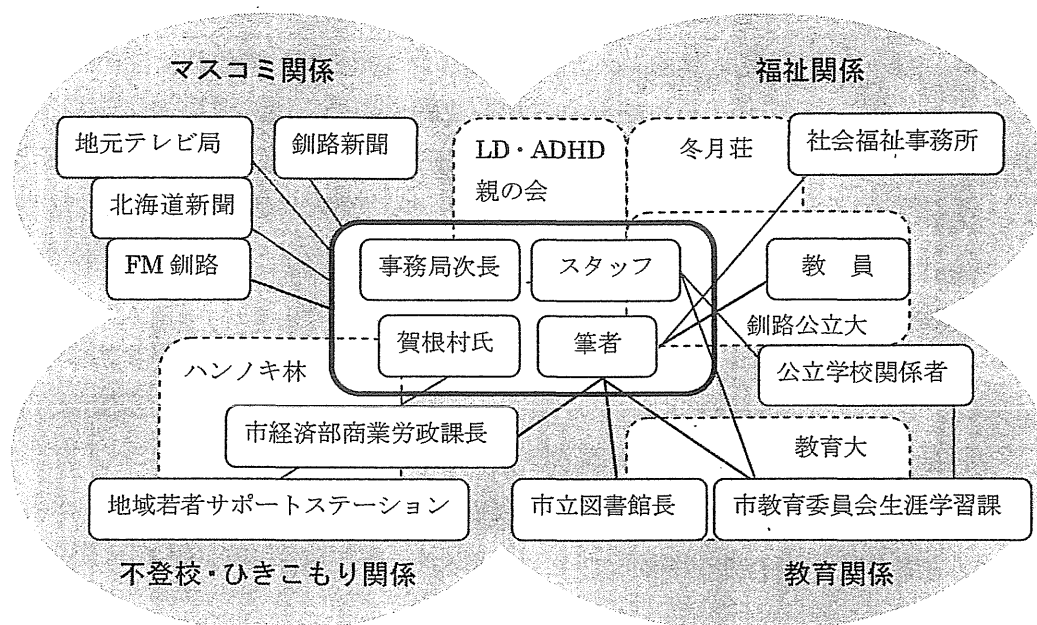 マスコミ関係
福祉関係
地元テレビ局
釧路新聞
LD・ADHD
親の会
冬月荘
社会福祉事務所
北海道新聞
FM 釧路
事務局次長
スタッフ
教　員
釧路公立大
賀根村氏
筆者
ハンノキ林
公立学校関係者
市経済部商業労政課長
教育大
地域若者サポートステーション
市立図書館長
市教育委員会生涯学習課
不登校・ひきこもり関係
教育関係